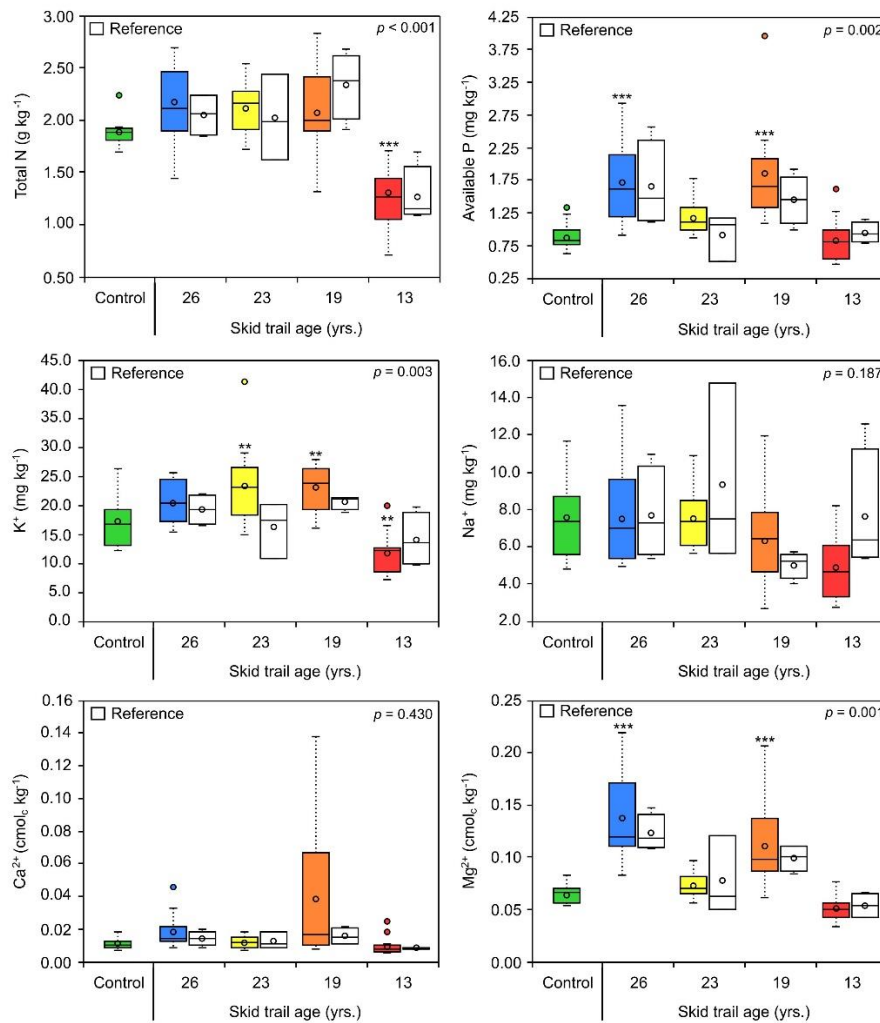 Reference
p < 0.001
Total N (g kg⁻¹)
3.00
2.50
2.00
1.50
1.00
0.50
***
Control
26
23
19
13
Skid trail age (yrs.)
Reference
p = 0.002
Available P (mg kg⁻¹)
4.25
3.75
3.25
2.75
2.25
1.75
1.25
0.75
0.25
***
***
Control
26
23
19
13
Skid trail age (yrs.)
Reference
p = 0.003
K⁺ (mg kg⁻¹)
45.0
40.0
35.0
30.0
25.0
20.0
15.0
10.0
5.0
0.0
**
**
**
Control
26
23
19
13
Skid trail age (yrs.)
Reference
p = 0.187
Na⁺ (mg kg⁻¹)
16.0
14.0
12.0
10.0
8.0
6.0
4.0
2.0
Control
26
23
19
13
Skid trail age (yrs.)
Reference
p = 0.430
Ca²⁺ (cmol꜀ kg⁻¹)
0.16
0.14
0.12
0.10
0.08
0.06
0.04
0.02
0.00
Control
26
23
19
13
Skid trail age (yrs.)
Reference
p = 0.001
Mg²⁺ (cmol꜀ kg⁻¹)
0.25
0.20
0.15
0.10
0.05
0.00
***
***
Control
26
23
19
13
Skid trail age (yrs.)